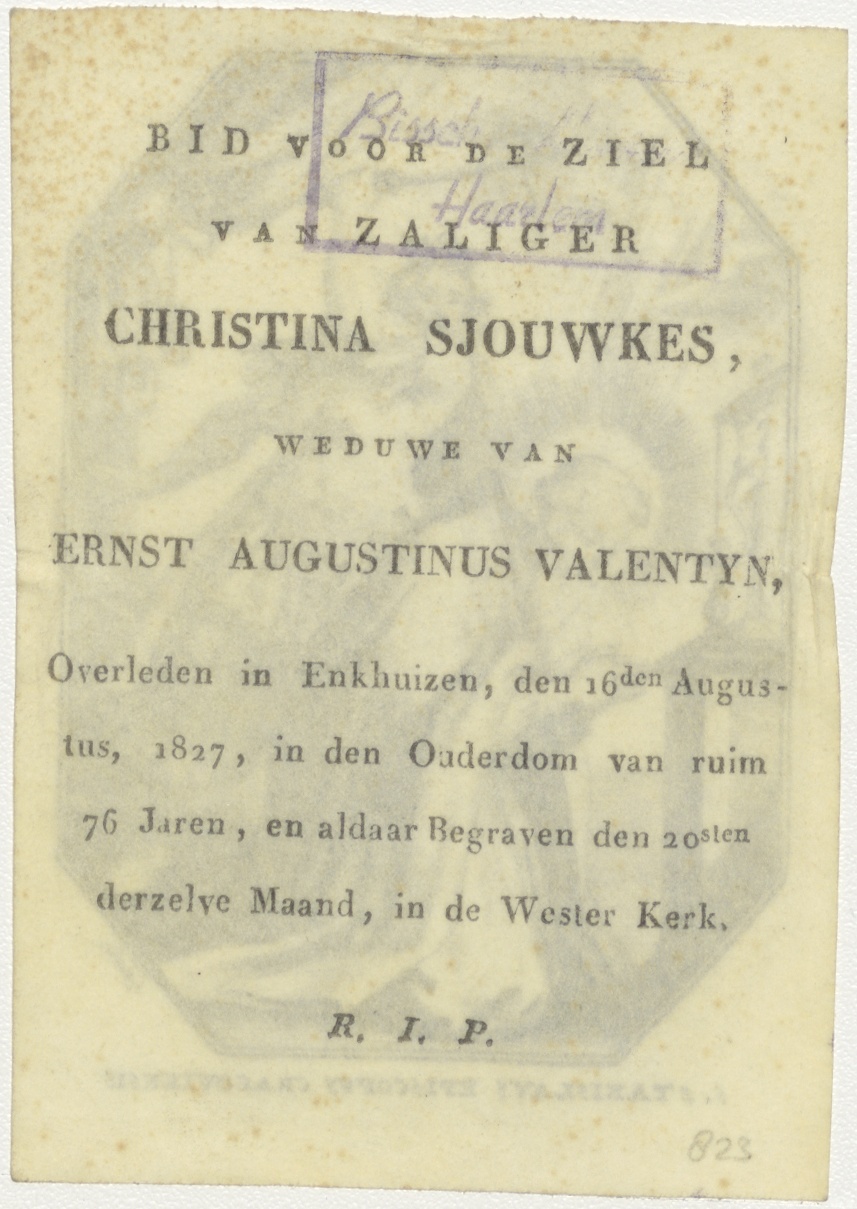 BID VOOR DE ZIEL
VAN ZALIGER
CHRISTINA SJOUWKES,
WEDUWE VAN
ERNST AUGUSTINUS VALENTYN,
Overleden in Enkhuizen, den 16den Augus-
tus, 1827, in den Ouderdom van ruim
76 Jaren, en aldaar Begraven den 20sten
derzelve Maand, in de Wester Kerk.
R. I. P.
Haarlem
823